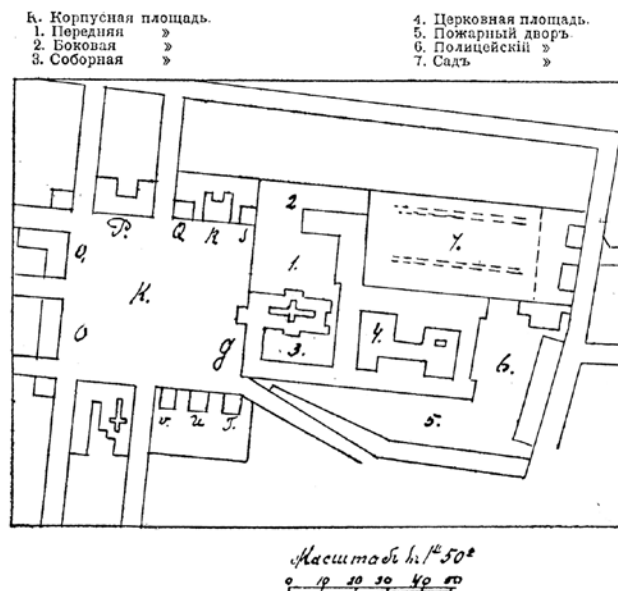 К. Корпусная площадь.
1. Передняя »
2. Боковая »
3. Соборная »
4. Церковная площадь.
5. Пожарный дворъ.
6. Полицейскій »
7. Садъ »
P.
Q R S
2
7.
O,
K.
1.
O
g
3.
4.
6.
v. u T.
5.
Масштабъ въ 1" 50
0 10 20 30 40 50